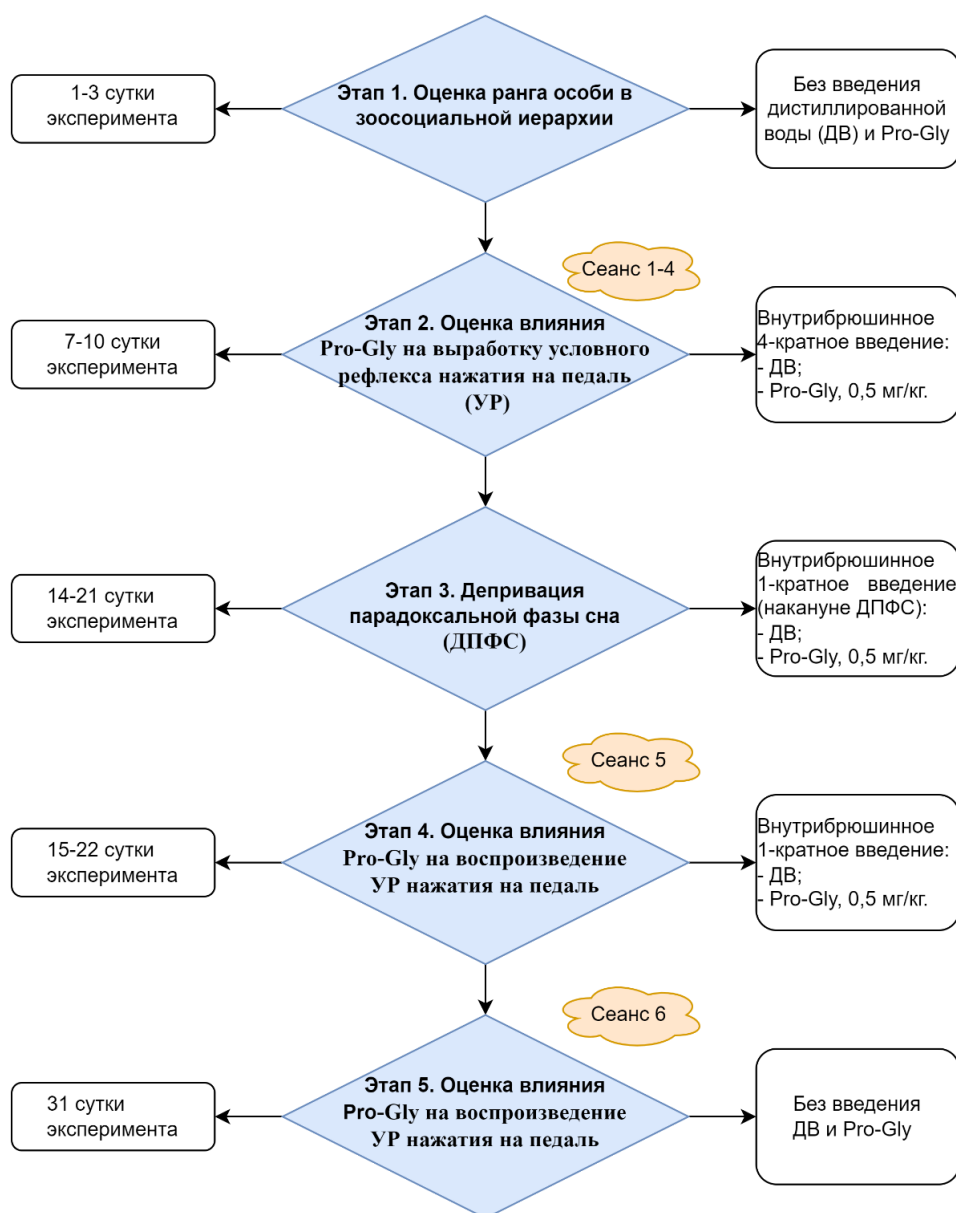 1-3 сутки
эксперимента
Этап 1. Оценка ранга особи в
зоосоциальной иерархии
Без введения
дистиллированной
воды (ДВ) и Pro-Gly
Сеанс 1-4
7-10 сутки
эксперимента
Этап 2. Оценка влияния
Pro-Gly на выработку условного
рефлекса нажатия на педаль
(УР)
Внутрибрюшинное
4-кратное введение:
- ДВ;
- Pro-Gly, 0,5 мг/кг.
14-21 сутки
эксперимента
Этап 3. Депривация
парадоксальной фазы сна
(ДПФС)
Внутрибрюшинное
1-кратное введение
(накануне ДПФС):
- ДВ;
- Pro-Gly, 0,5 мг/кг.
Сеанс 5
15-22 сутки
эксперимента
Этап 4. Оценка влияния
Pro-Gly на воспроизведение
УР нажатия на педаль
Внутрибрюшинное
1-кратное введение:
- ДВ;
- Pro-Gly, 0,5 мг/кг.
Сеанс 6
31 сутки
эксперимента
Этап 5. Оценка влияния
Pro-Gly на воспроизведение
УР нажатия на педаль
Без введения
ДВ и Pro-Gly